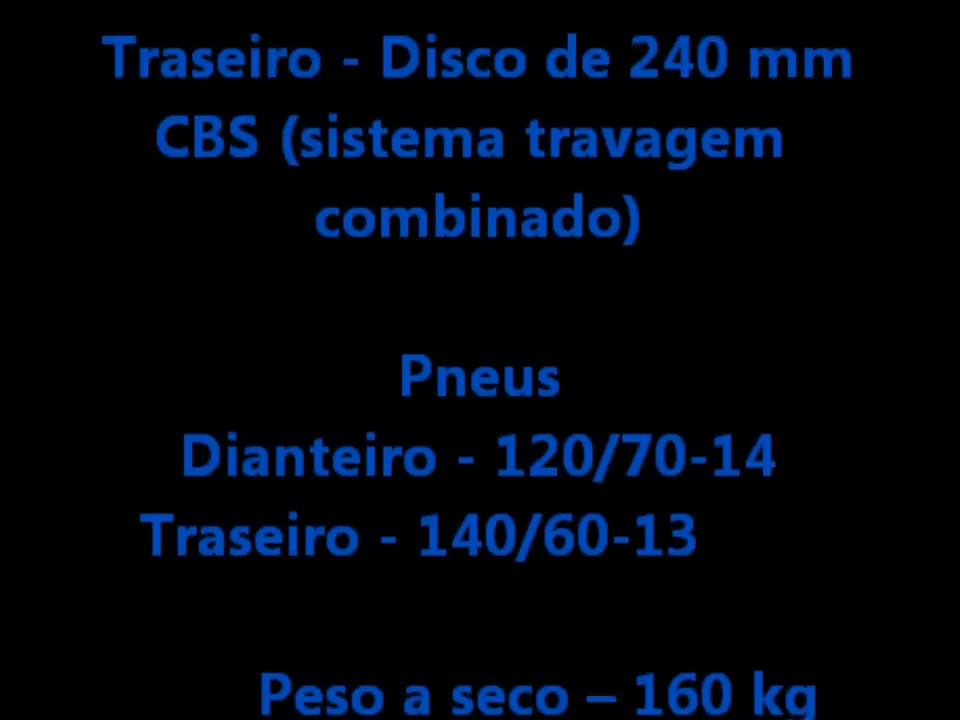 Traseiro - Disco de 240 mm
CBS (sistema travagem
combinado)
Pneus
Dianteiro - 120/70-14
Traseiro - 140/60-13
Peso a seco – 160 kg